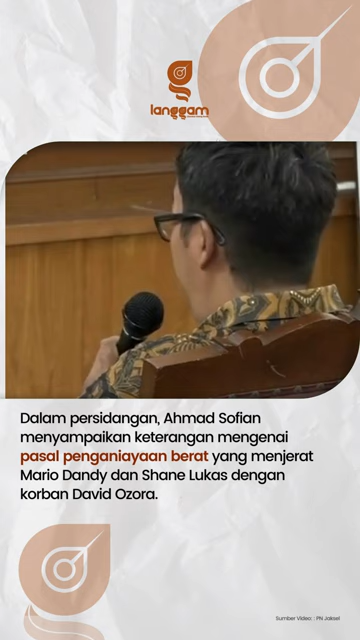 langgam
Dalam persidangan, Ahmad Sofian
menyampaikan keterangan mengenai
pasal penganiayaan berat yang menjerat
Mario Dandy dan Shane Lukas dengan
korban David Ozora.
Sumber Video: : PN Jaksel